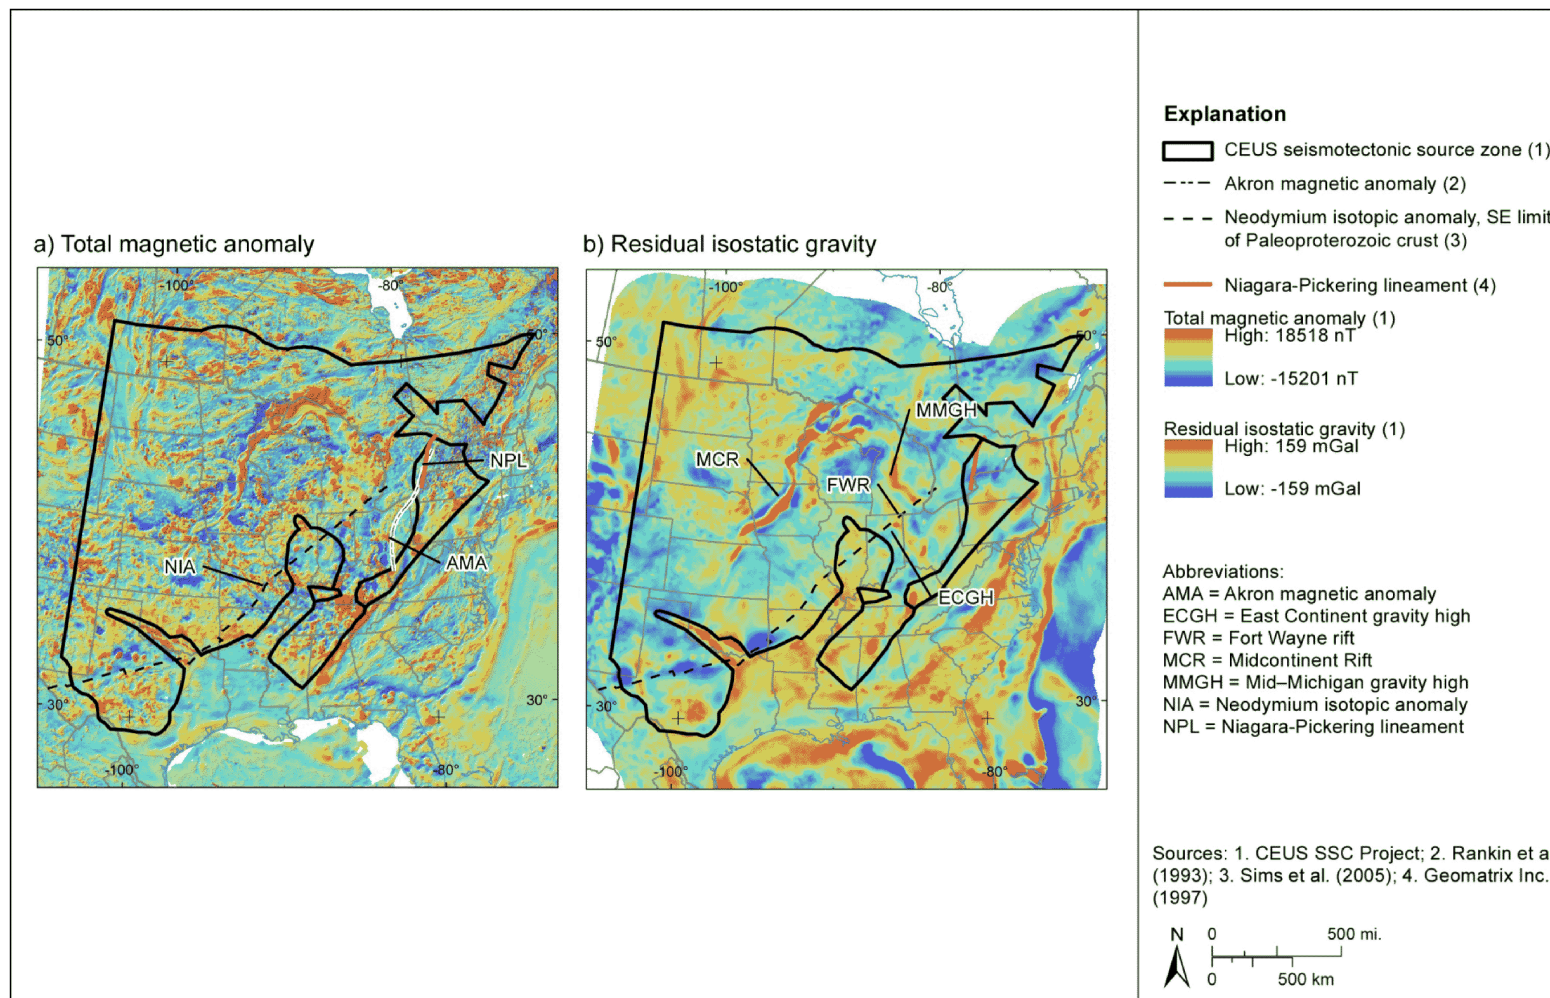 a) Total magnetic anomaly
-100°
-80°
50°
50°
NPL
NIA
AMA
30°
30°
-100°
-80°
b) Residual isostatic gravity
-100°
-80°
50°
50°
MMGH
MCR
FWR
ECGH
30°
30°
-100°
-80°
Explanation
CEUS seismotectonic source zone (1)
Akron magnetic anomaly (2)
Neodymium isotopic anomaly, SE limit
of Paleoproterozoic crust (3)
Niagara-Pickering lineament (4)
Total magnetic anomaly (1)
High: 18518 nT
Low: -15201 nT
Residual isostatic gravity (1)
High: 159 mGal
Low: -159 mGal
Abbreviations:
AMA = Akron magnetic anomaly
ECGH = East Continent gravity high
FWR = Fort Wayne rift
MCR = Midcontinent Rift
MMGH = Mid–Michigan gravity high
NIA = Neodymium isotopic anomaly
NPL = Niagara-Pickering lineament
Sources: 1. CEUS SSC Project; 2. Rankin et a
(1993); 3. Sims et al. (2005); 4. Geomatrix Inc.
(1997)
N
0 500 mi.
0 500 km